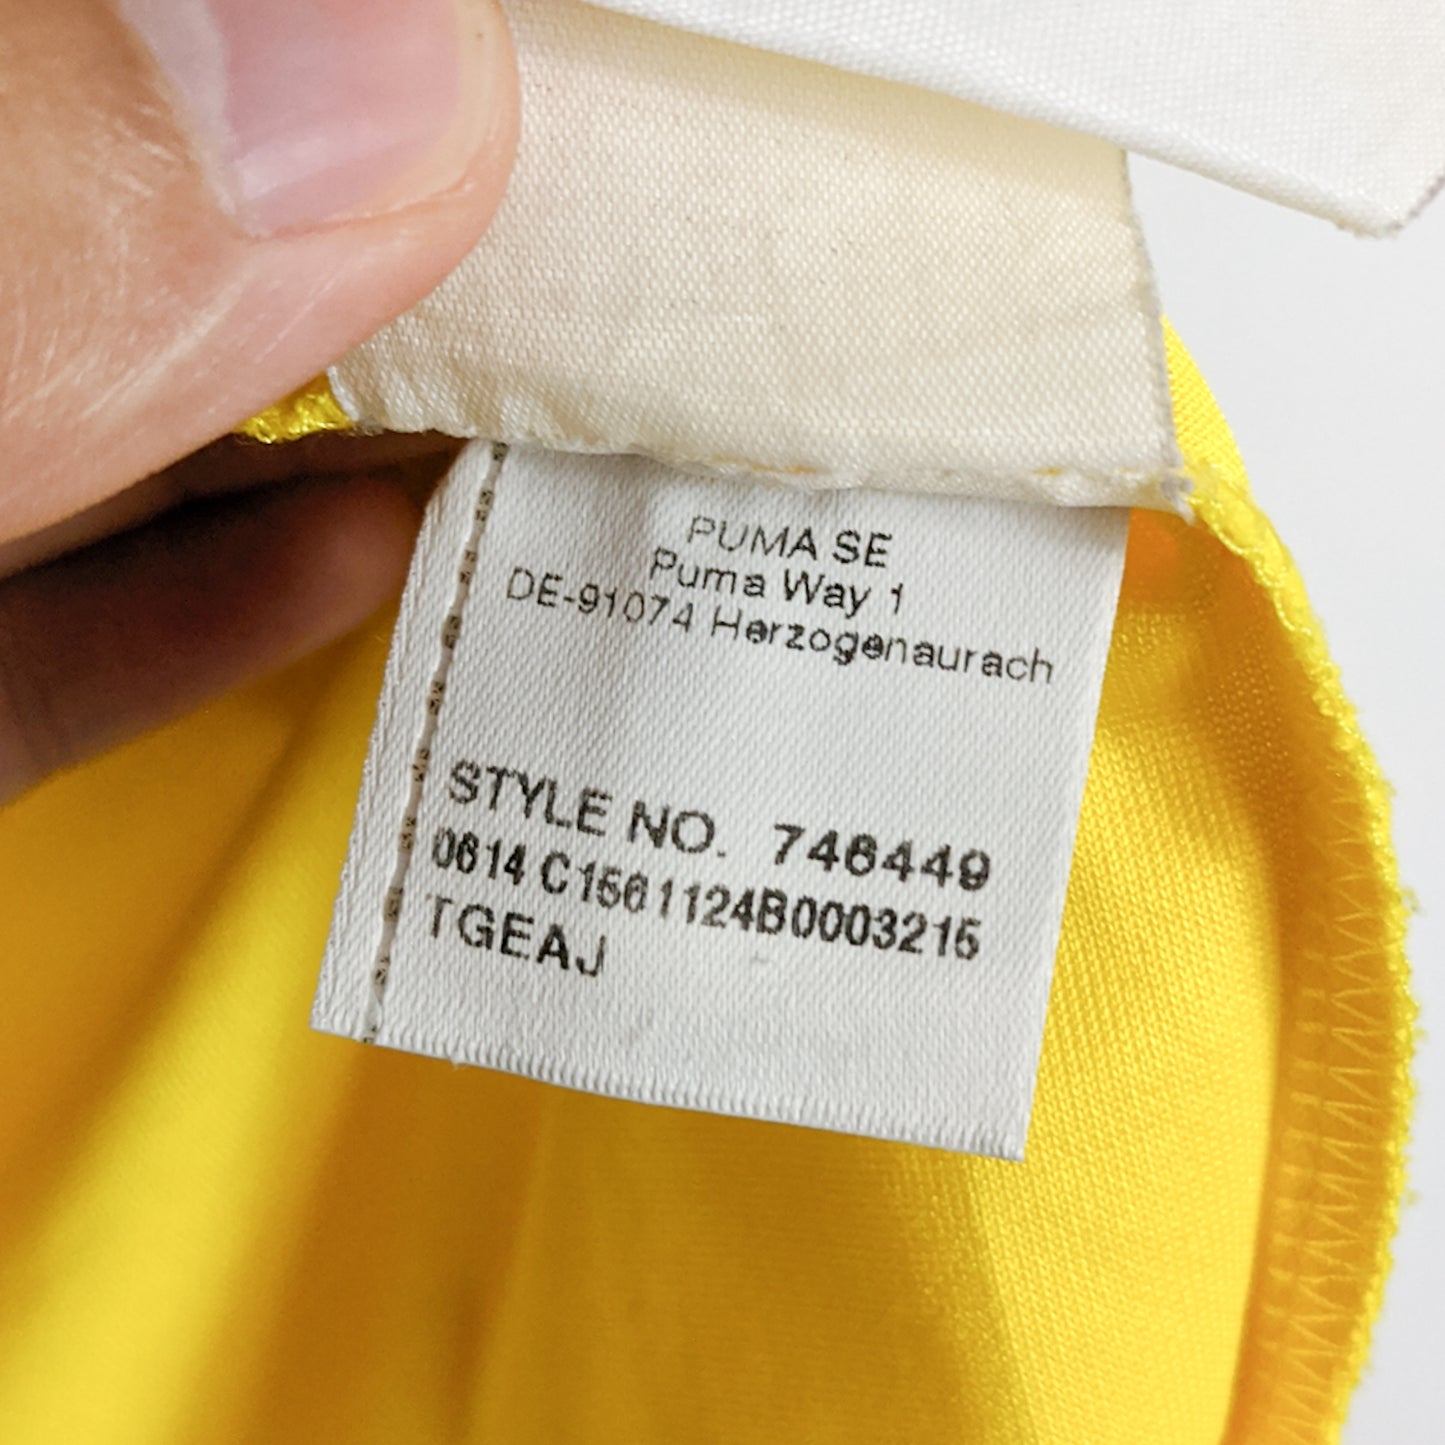 PUMA SE
Puma Way 1
DE-91074 Herzogenaurach
STYLE NO. 746449
0614 C1561124B0003215
TGEAJ